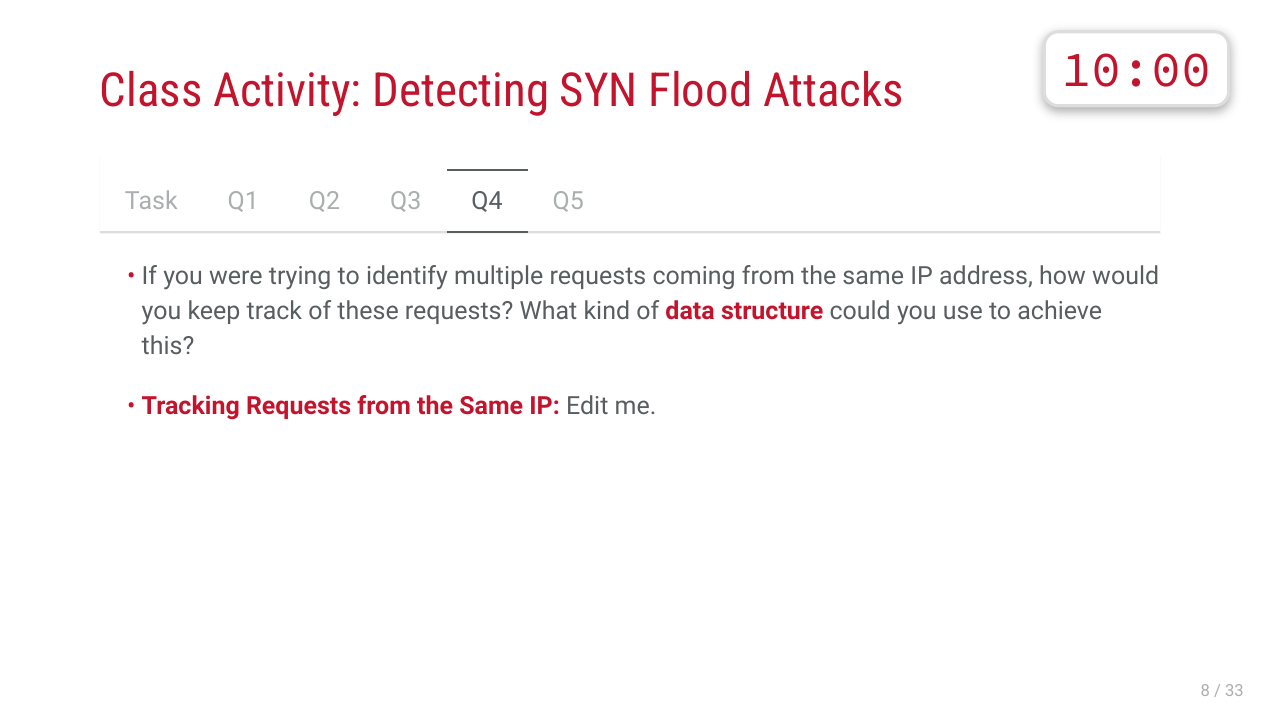 Class Activity: Detecting SYN Flood Attacks
10:00
Task Q1 Q2 Q3 Q4 Q5
• If you were trying to identify multiple requests coming from the same IP address, how would
you keep track of these requests? What kind of data structure could you use to achieve
this?
• Tracking Requests from the Same IP: Edit me.
8 / 33